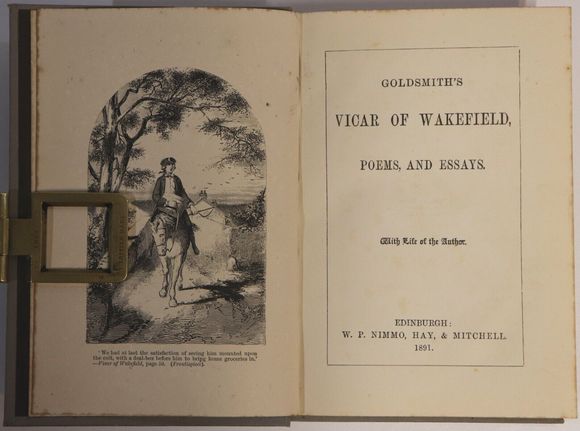 ' We had at last the satisfaction of seeing him mounted upon
the colt, with a deal-box before him to bring home groceries in.'
—Vicar of Wakefield, page 50. (Frontispiece).
GOLDSMITH'S
VICAR OF WAKEFIELD,
POEMS, AND ESSAYS.
With Life of the Author.
EDINBURGH:
W. P. NIMMO, HAY, & MITCHELL.
1891.